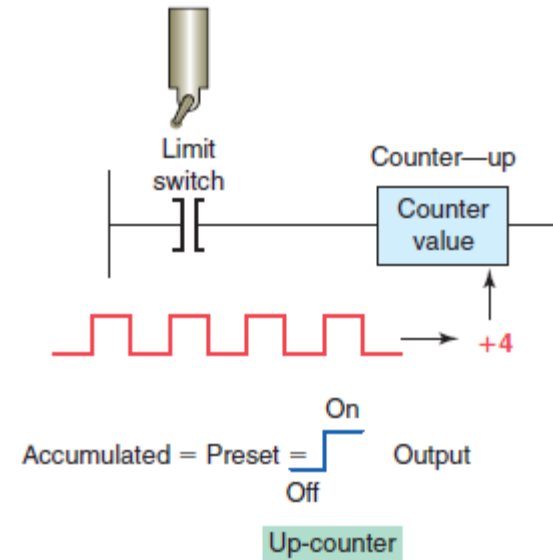 Limit
switch
Counter—up
Counter
value
+4
On
Accumulated = Preset = Output
Off
Up-counter